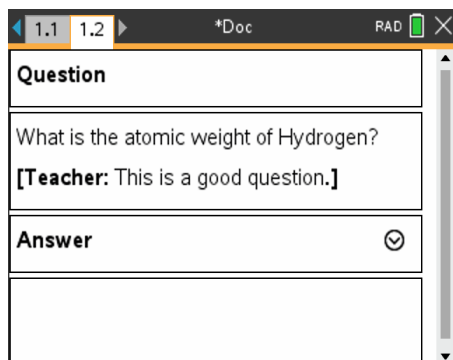 1.1 1.2 *Doc RAD
Question
What is the atomic weight of Hydrogen?
[Teacher: This is a good question.]
Answer